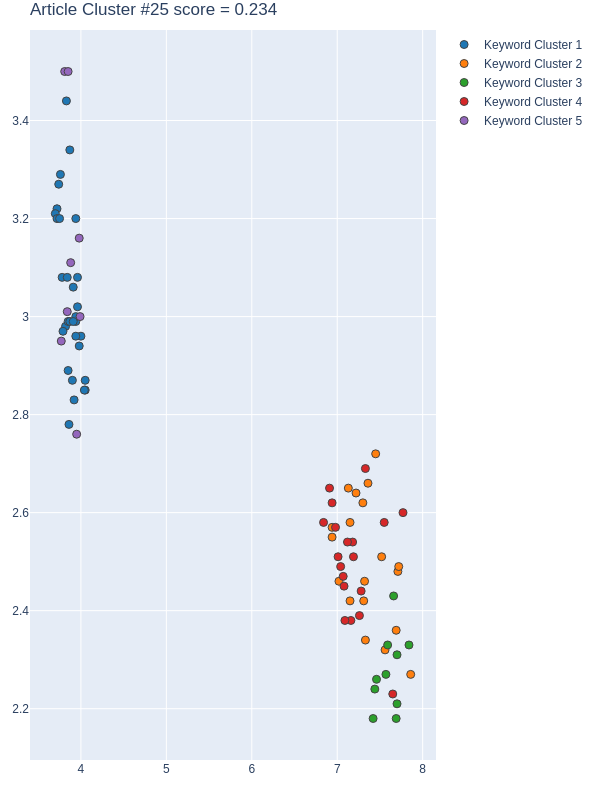 Article Cluster #25 score = 0.234
Keyword Cluster 1
Keyword Cluster 2
Keyword Cluster 3
Keyword Cluster 4
Keyword Cluster 5
3.4
3.2
3
2.8
2.6
2.4
2.2
4
5
6
7
8